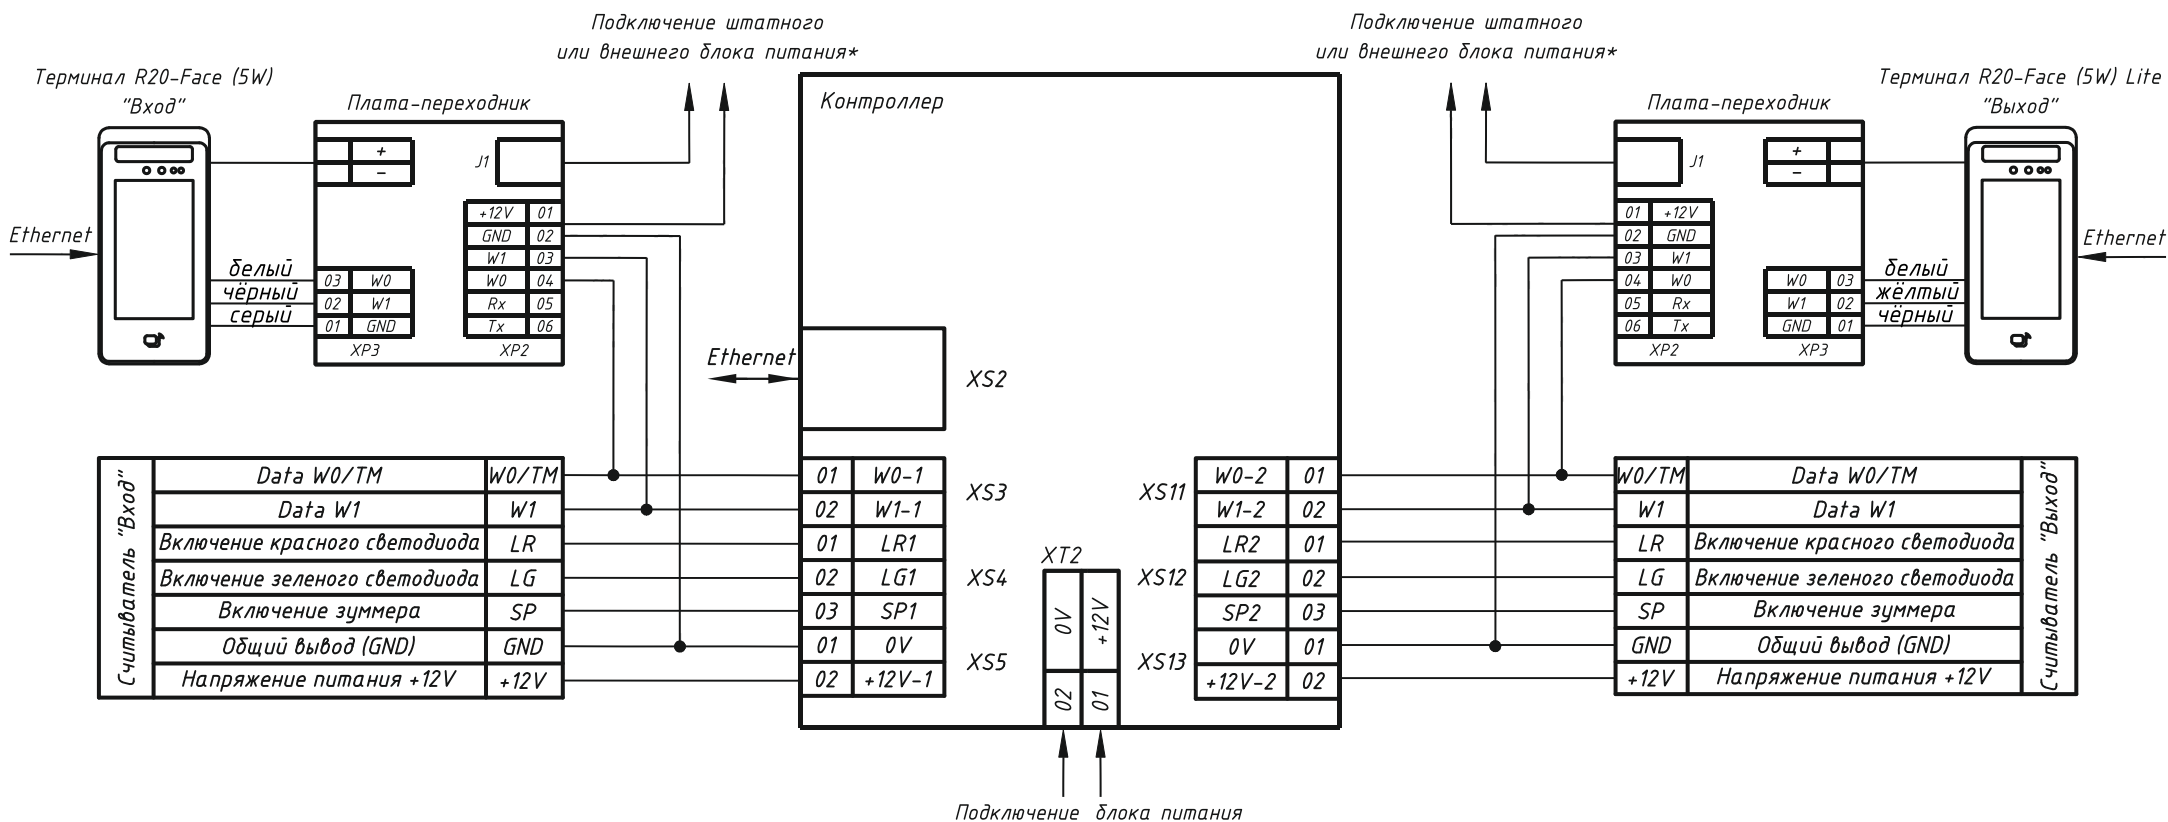 Подключение штатного
или внешнего блока питания*
Подключение штатного
или внешнего блока питания*
Терминал R20-Face (5W)
"Вход"
Плата-переходник
Контроллер
Плата-переходник
Терминал R20-Face (5W) Lite
"Выход"
+
-
J1
+12V 01
GND 02
W1 03
W0 04
Rx 05
Tx 06
XP2
Ethernet
белый
чёрный
серый
03 W0
02 W1
01 GND
XP3
J1
+
-
01 +12V
02 GND
03 W1
04 W0
05 Rx
06 Tx
XP2
W0 03
W1 02
GND 01
XP3
белый
жёлтый
чёрный
Ethernet
Ethernet
XS2
Считыватель "Вход"
Data W0/TM W0/TM
Data W1 W1
Включение красного светодиода LR
Включение зеленого светодиода LG
Включение зуммера SP
Общий вывод (GND) GND
Напряжение питания +12V +12V
01 W0-1
02 W1-1
XS3
01 LR1
02 LG1
03 SP1
XS4
01 0V
02 +12V-1
XS5
XT2
0V +12V
02 01
XS11
W0-2 01
W1-2 02
XS12
LR2 01
LG2 02
SP2 03
XS13
0V 01
+12V-2 02
W0/TM Data W0/TM
W1 Data W1
LR Включение красного светодиода
LG Включение зеленого светодиода
SP Включение зуммера
GND Общий вывод (GND)
+12V Напряжение питания +12V
Считыватель "Выход"
Подключение блока питания